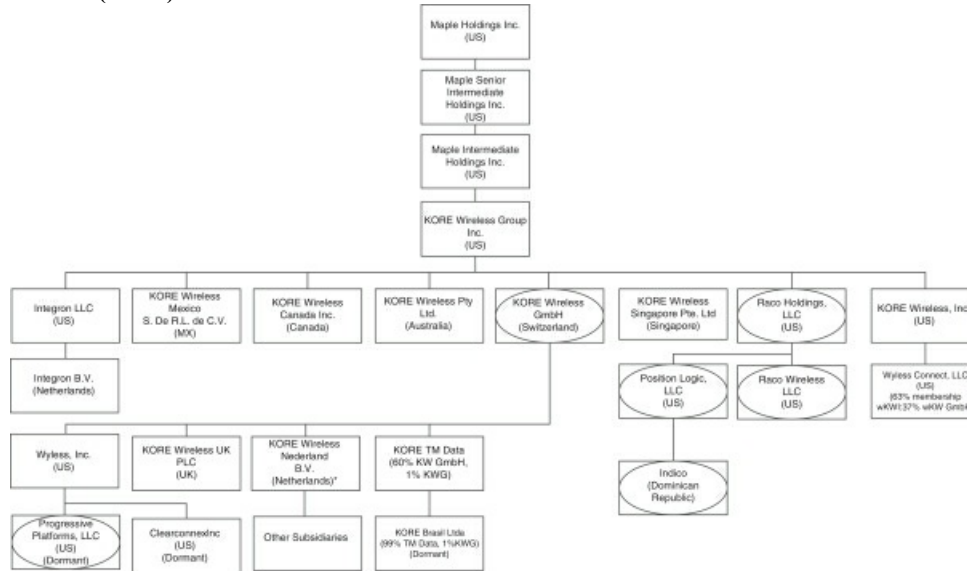 Maple Holdings Inc.
(US)
Maple Senior
Intermediate
Holdings Inc.
(US)
Maple Intermediate
Holdings Inc.
(US)
KORE Wireless Group
Inc.
(US)
Integron LLC
(US)
KORE Wireless
Mexico
S. De R.L. de C.V.
(MX)
KORE Wireless
Canada Inc.
(Canada)
KORE Wireless Pty
Ltd.
(Australia)
KORE Wireless
GmbH
(Switzerland)
KORE Wireless
Singapore Pte. Ltd
(Singapore)
Raco Holdings,
LLC
(US)
KORE Wireless, Inc
(US)
Integron B.V.
(Netherlands)
Position Logic,
LLC
(US)
Raco Wireless
LLC
(US)
Wyless Connect, LLC
(US)
(63% membership
wKWI:37% wKW GmbH
Wyless, Inc.
(US)
KORE Wireless UK
PLC
(UK)
KORE Wireless
Nederland
B.V.
(Netherlands)*
KORE TM Data
(60% KW GmbH,
1% KWG)
Indico
(Dominican
Republic)
Progressive
Platforms, LLC
(US)
(Dormant)
ClearconnexInc
(US)
(Dormant)
Other Subsidiaries
KORE Brasil Ltda
(99% TM Data, 1%KWG)
(Dormant)